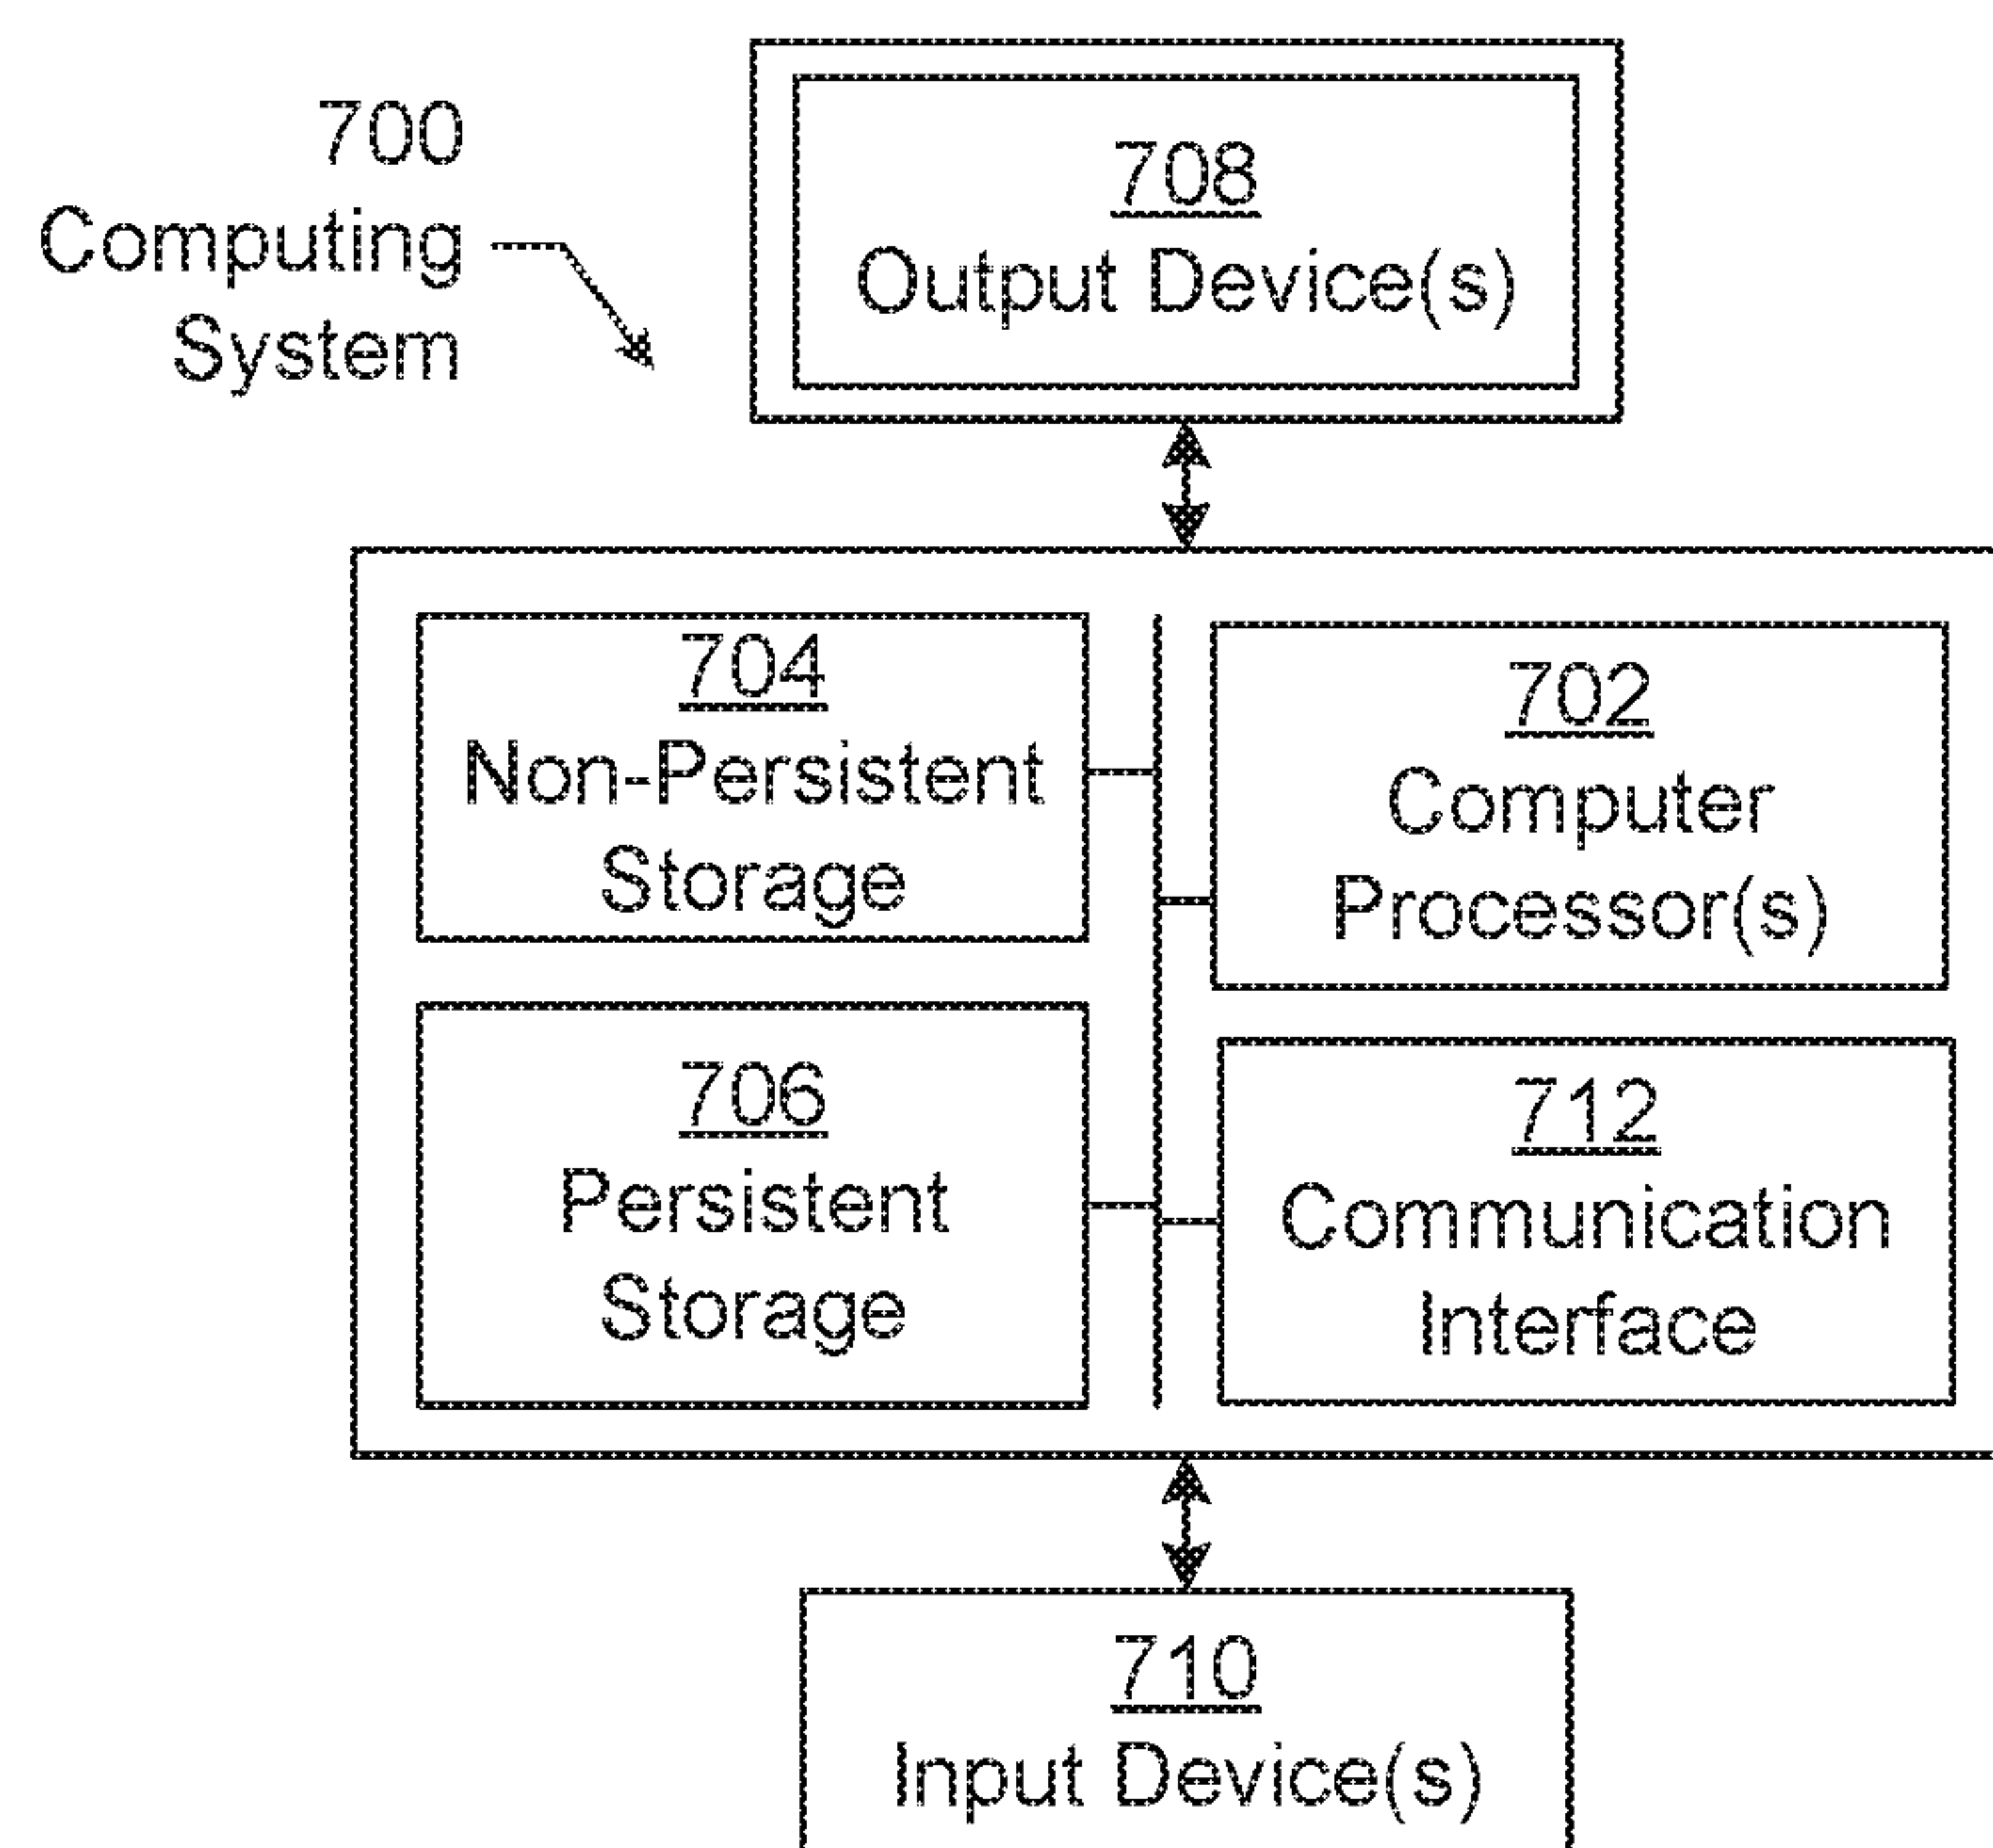 700
Computing
System
708
Output Device(s)
704
Non-Persistent
Storage
702
Computer
Processor(s)
706
Persistent
Storage
712
Communication
Interface
710
Input Device(s)